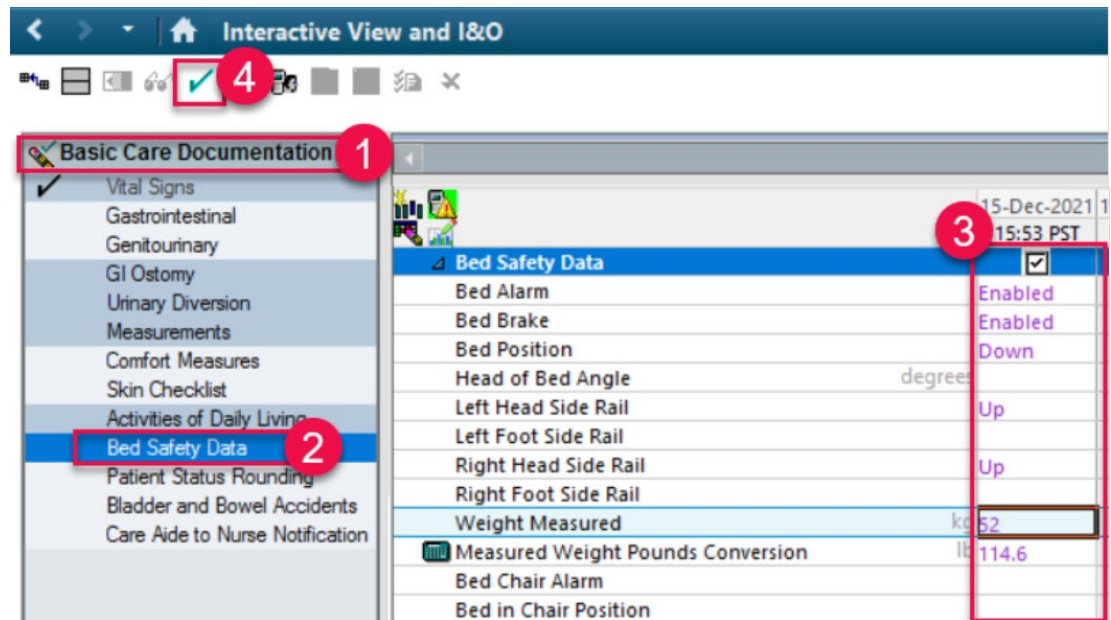 Interactive View and I&O
4
Basic Care Documentation 1
Vital Signs
Gastrointestinal
Genitourinary
GI Ostomy
Urinary Diversion
Measurements
Comfort Measures
Skin Checklist
Activities of Daily Living
Bed Safety Data 2
Patient Status Rounding
Bladder and Bowel Accidents
Care Aide to Nurse Notification
15-Dec-2021 1
3 15:53 PST
Bed Safety Data
Bed Alarm Enabled
Bed Brake Enabled
Bed Position Down
Head of Bed Angle degrees
Left Head Side Rail Up
Left Foot Side Rail
Right Head Side Rail Up
Right Foot Side Rail
Weight Measured kg 52
Measured Weight Pounds Conversion lb 114.6
Bed Chair Alarm
Bed in Chair Position